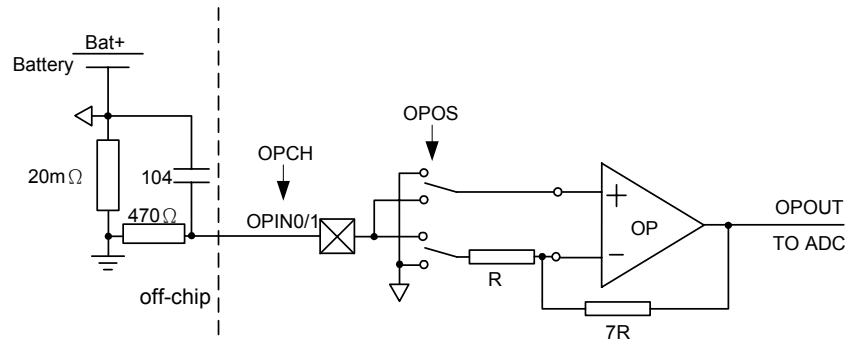 Bat+
Battery
OPOS
OPCH
20mΩ
104
470Ω
OPIN0/1
+
OP
−
OPOUT
TO ADC
R
off-chip
7R